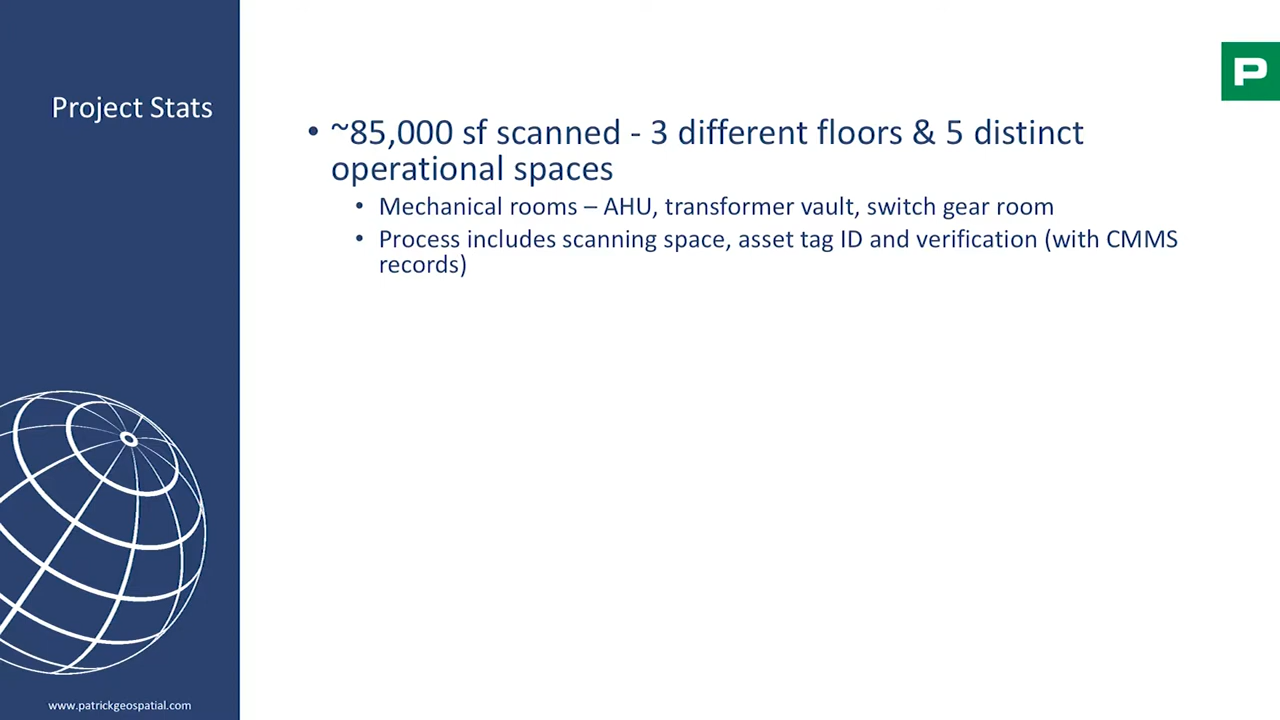 Project Stats
P
• ~85,000 sf scanned - 3 different floors & 5 distinct
operational spaces
• Mechanical rooms – AHU, transformer vault, switch gear room
• Process includes scanning space, asset tag ID and verification (with CMMS
records)
www.patrickgeospatial.com